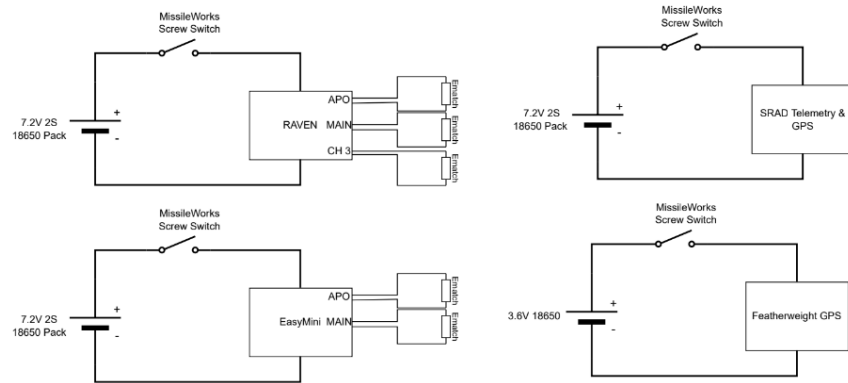 MissileWorks
Screw Switch
+
7.2V 2S
18650 Pack
-
RAVEN
APO
MAIN
CH 3
Ematch
Ematch
Ematch
MissileWorks
Screw Switch
+
7.2V 2S
18650 Pack
-
SRAD Telemetry &
GPS
MissileWorks
Screw Switch
+
7.2V 2S
18650 Pack
-
EasyMini
APO
MAIN
Ematch
Ematch
MissileWorks
Screw Switch
+
3.6V 18650
-
Featherweight GPS